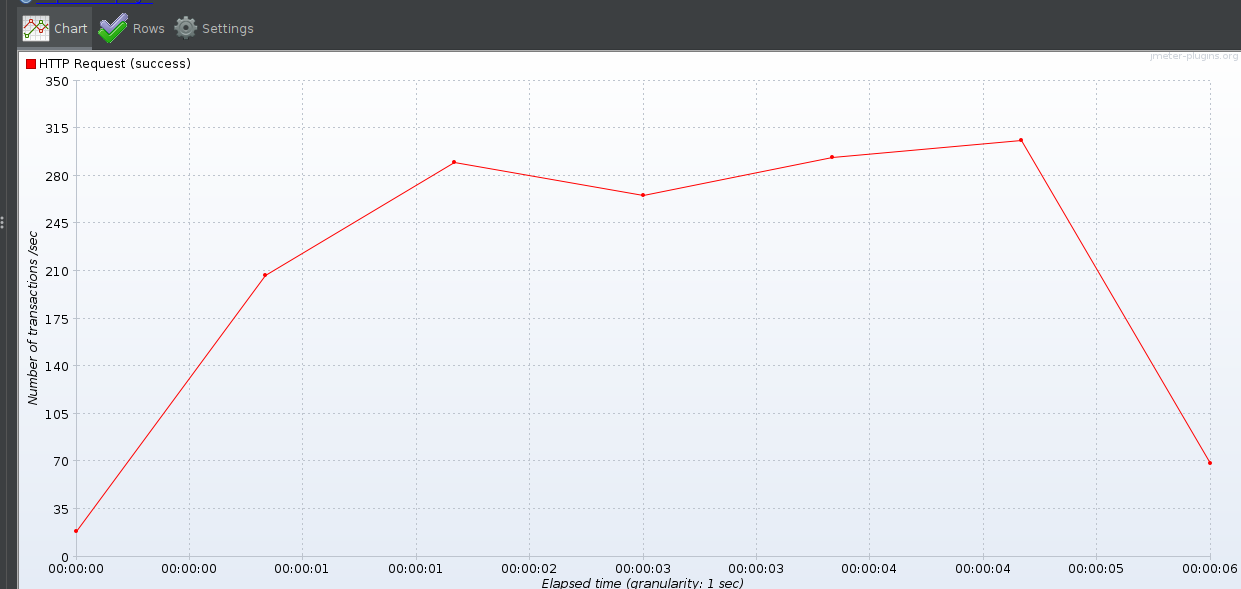 Chart Rows Settings
jmeter-plugins.org
HTTP Request (success)
350
315
280
245
210
175
140
105
70
35
0
Number of transactions /sec
00:00:00 00:00:00 00:00:01 00:00:01 00:00:02 00:00:03 00:00:03 00:00:04 00:00:04 00:00:05 00:00:06
Elapsed time (granularity: 1 sec)